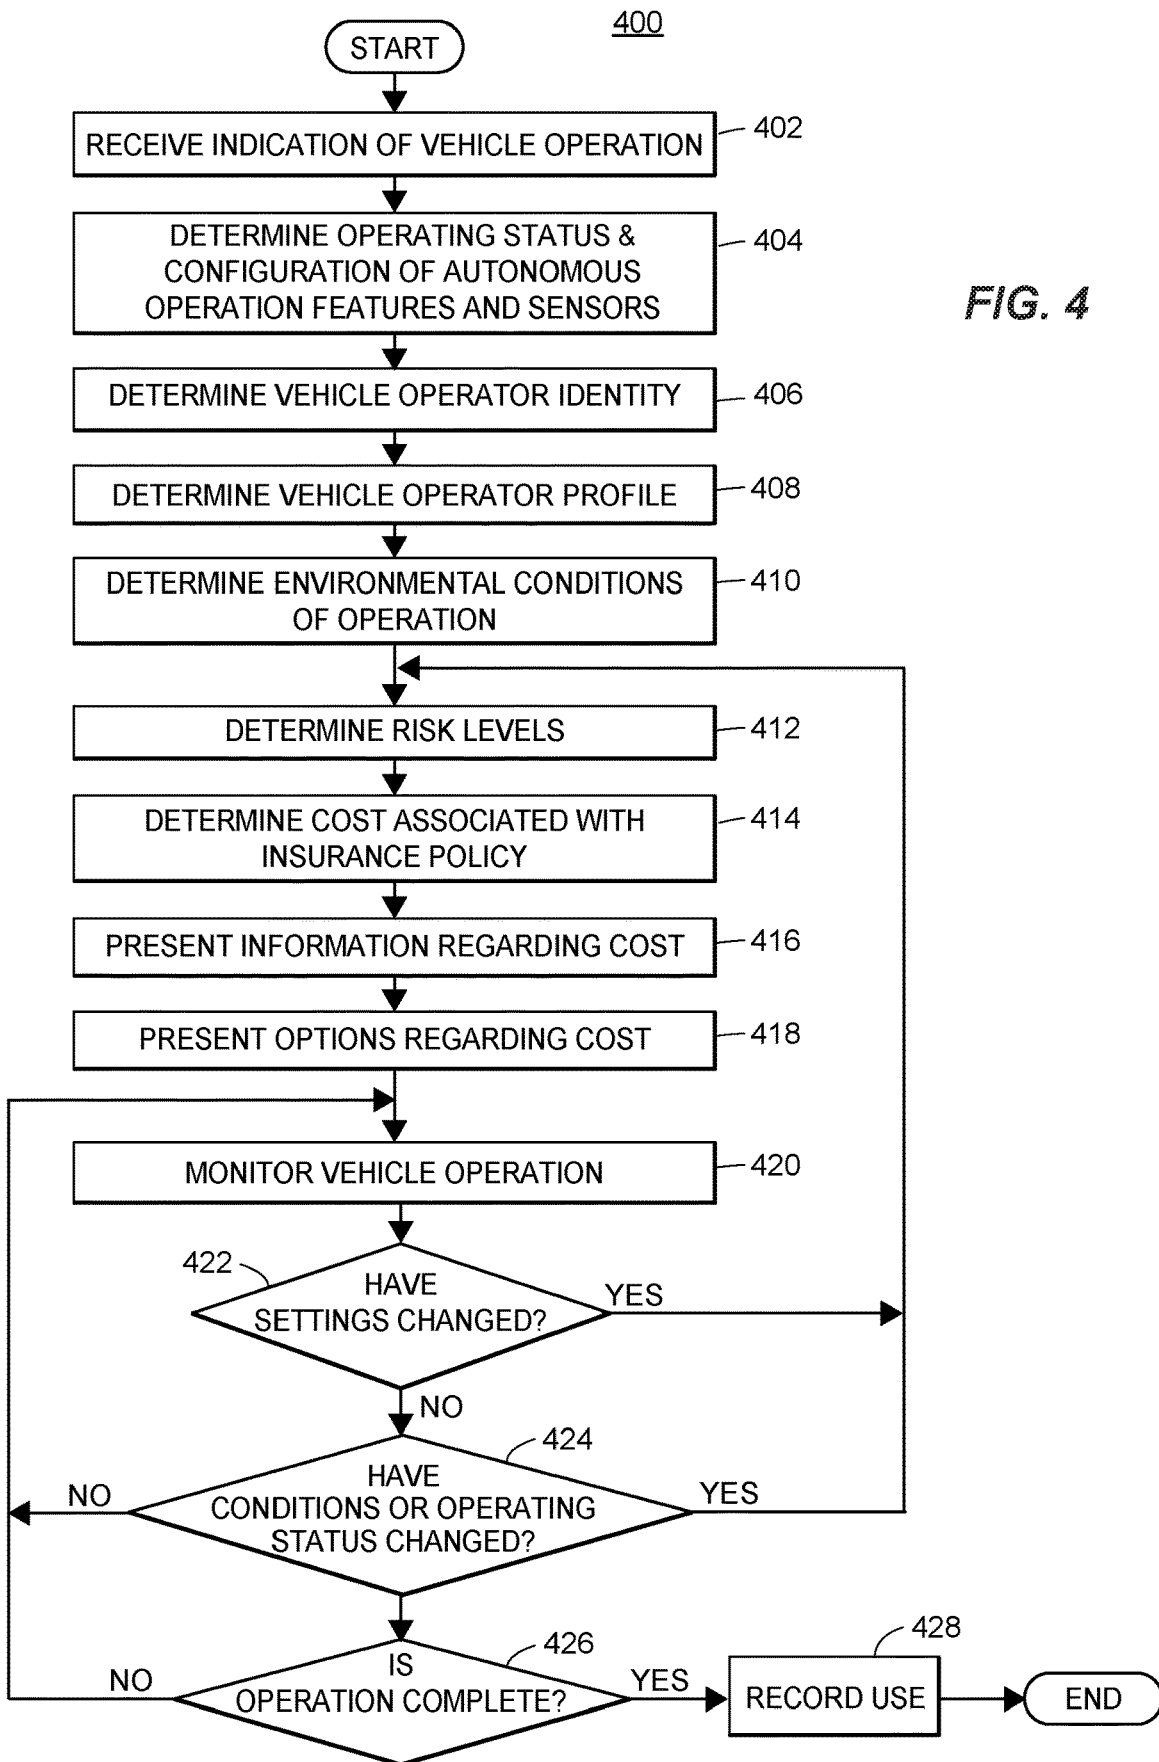 400
START
RECEIVE INDICATION OF VEHICLE OPERATION
402
DETERMINE OPERATING STATUS &
CONFIGURATION OF AUTONOMOUS
OPERATION FEATURES AND SENSORS
404
FIG. 4
DETERMINE VEHICLE OPERATOR IDENTITY
406
DETERMINE VEHICLE OPERATOR PROFILE
408
DETERMINE ENVIRONMENTAL CONDITIONS
OF OPERATION
410
DETERMINE RISK LEVELS
412
DETERMINE COST ASSOCIATED WITH
INSURANCE POLICY
414
PRESENT INFORMATION REGARDING COST
416
PRESENT OPTIONS REGARDING COST
418
MONITOR VEHICLE OPERATION
420
422
HAVE
SETTINGS CHANGED?
YES
NO
424
HAVE
CONDITIONS OR OPERATING
STATUS CHANGED?
NO
YES
426
IS
OPERATION COMPLETE?
NO
YES
428
RECORD USE
END